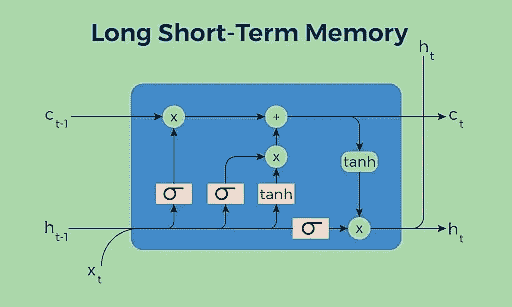 Long Short-Term Memory
h t
C t-1
x
+
C t
x
tanh
σ
σ
tanh
h t-1
σ
x
h t
x t